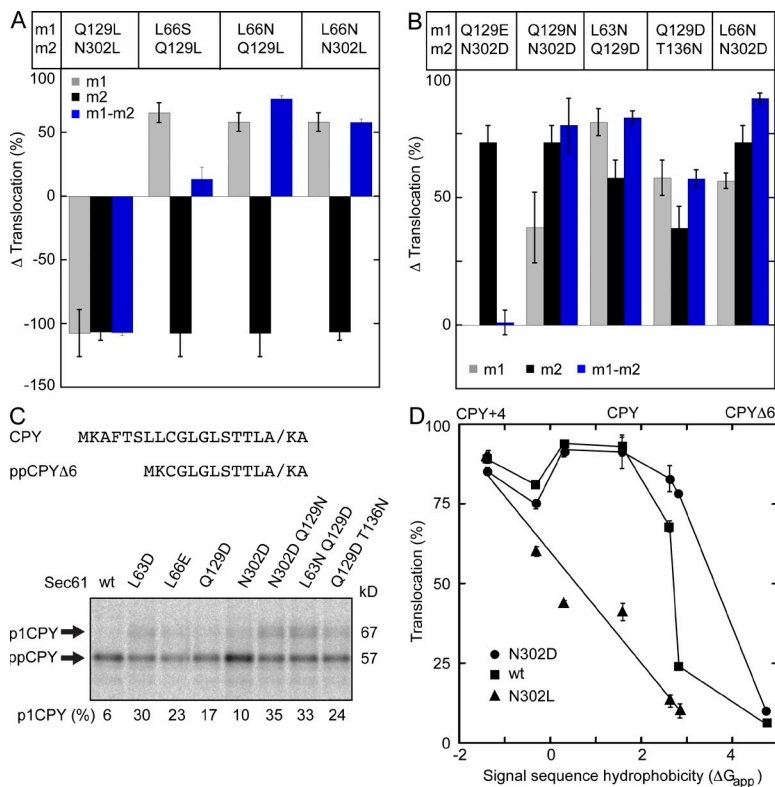 A
m1 Q129L L66S L66N L66N
m2 N302L Q129L Q129L N302L
Δ Translocation (%)
100
50
0
-50
-100
-150
m1
m2
m1-m2
B
m1 Q129E Q129N L63N Q129D L66N
m2 N302D N302D Q129D T136N N302D
Δ Translocation (%)
100
50
0
m1 m2 m1-m2
C
CPY MKAFTSLLCGLGLSTTLA/KA
ppCPYΔ6 MKCGLGLSTTLA/KA
Sec61 wt L63D L66E Q129D N302D N302D Q129N L63N Q129D Q129D T136N kD
p1CPY 67
ppCPY 57
p1CPY (%) 6 30 23 17 10 35 33 24
D
CPY+4 CPY CPYΔ6
Translocation (%)
100
75
50
25
0
N302D
wt
N302L
-2 0 2 4
Signal sequence hydrophobicity (ΔGapp)